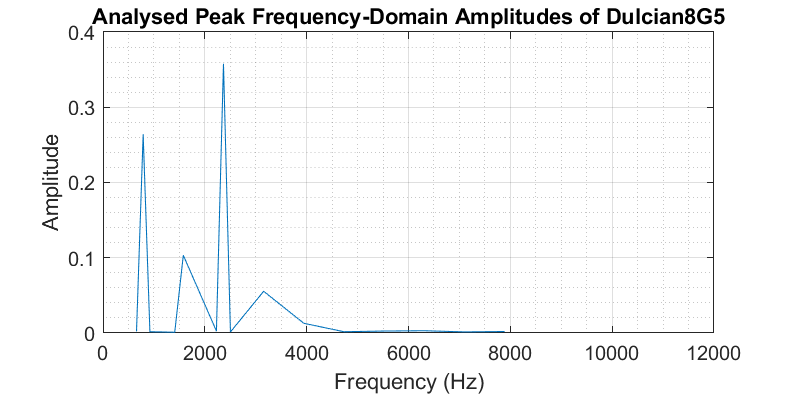 Analysed Peak Frequency-Domain Amplitudes of Dulcian8G5
0.4
0.3
0.2
0.1
0
Amplitude
0 2000 4000 6000 8000 10000 12000
Frequency (Hz)